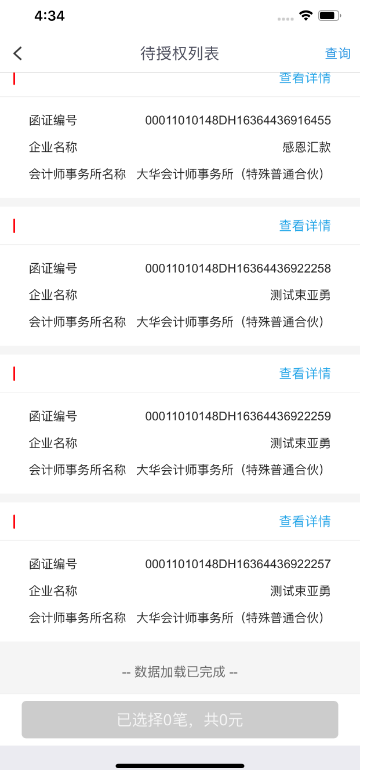 4:34
待授权列表 查询
查看详情
函证编号 00011010148DH16364436916455
企业名称 感恩汇款
会计师事务所名称 大华会计师事务所（特殊普通合伙）
查看详情
函证编号 00011010148DH16364436922258
企业名称 测试束亚勇
会计师事务所名称 大华会计师事务所（特殊普通合伙）
查看详情
函证编号 00011010148DH16364436922259
企业名称 测试束亚勇
会计师事务所名称 大华会计师事务所（特殊普通合伙）
查看详情
函证编号 00011010148DH16364436922257
企业名称 测试束亚勇
会计师事务所名称 大华会计师事务所（特殊普通合伙）
-- 数据加载已完成 --
已选择0笔，共0元